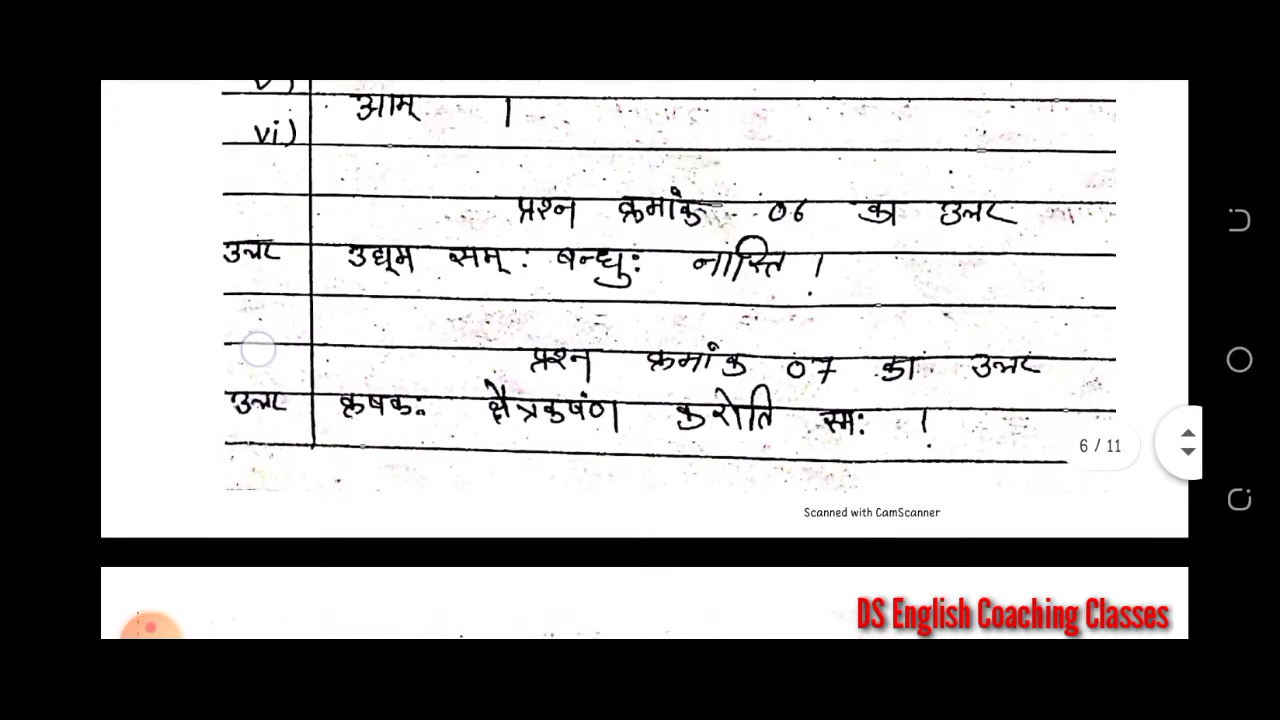 v)
आम् ।
vi)
प्रश्न क्रमांक 06 का उत्तर
उत्तर उद्यम सम्ः बन्धुः नास्ति ।
प्रश्न क्रमांक 07 का उत्तर
उत्तर कृषकः क्षैत्रकर्षण करोति स्मः ।
6 / 11
Scanned with CamScanner
DS English Coaching Classes